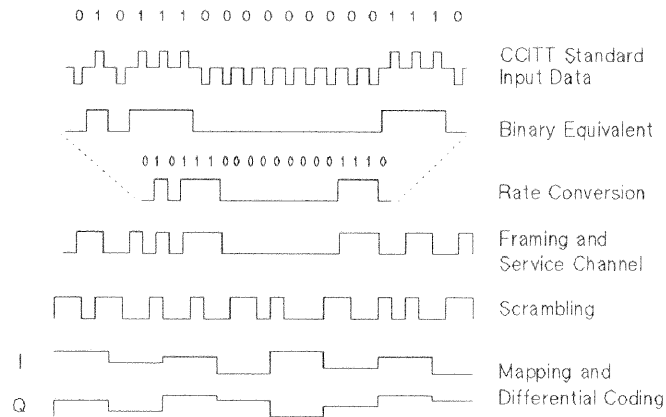 0 1 0 1 1 1 0 0 0 0 0 0 0 0 0 1 1 1 0
CCITT Standard
Input Data
Binary Equivalent
0 1 0 1 1 1 0 0 0 0 0 0 0 0 0 1 1 1 0
Rate Conversion
Framing and
Service Channel
Scrambling
I
Mapping and
Differential Coding
Q